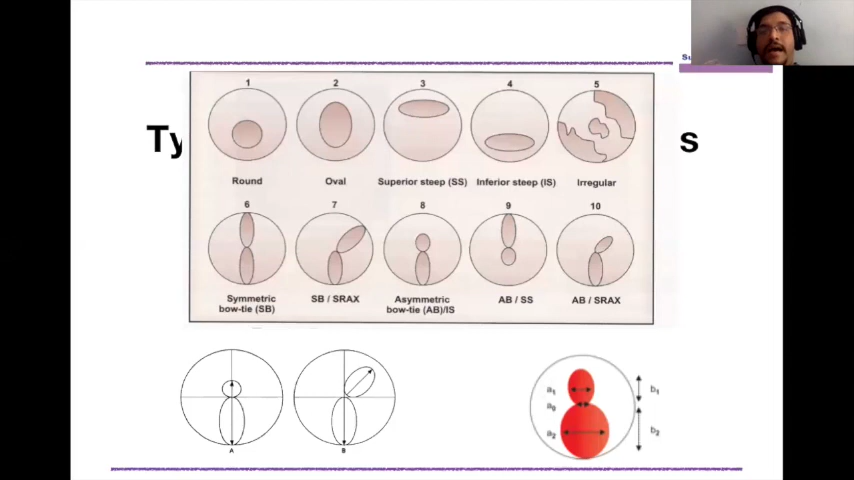 Ty
s
1 2 3 4 5
Round Oval Superior steep (SS) Inferior steep (IS) Irregular
6 7 8 9 10
Symmetric bow-tie (SB)
SB / SRAX
Asymmetric bow-tie (AB)/IS
AB / SS
AB / SRAX
A
B
a1
a0
a2
b1
b2